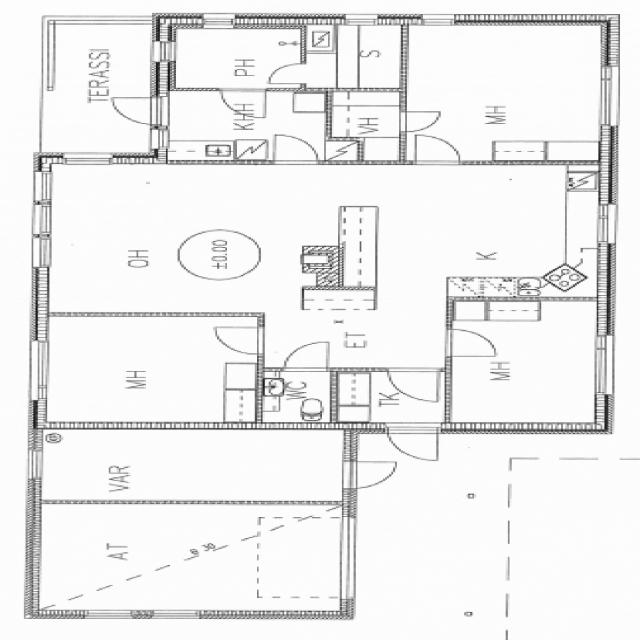 TERASSI
PH
S
KHH
VH
MH
OH
±0.00
K
ET
MH
MH
WC
TK
VAR
AT